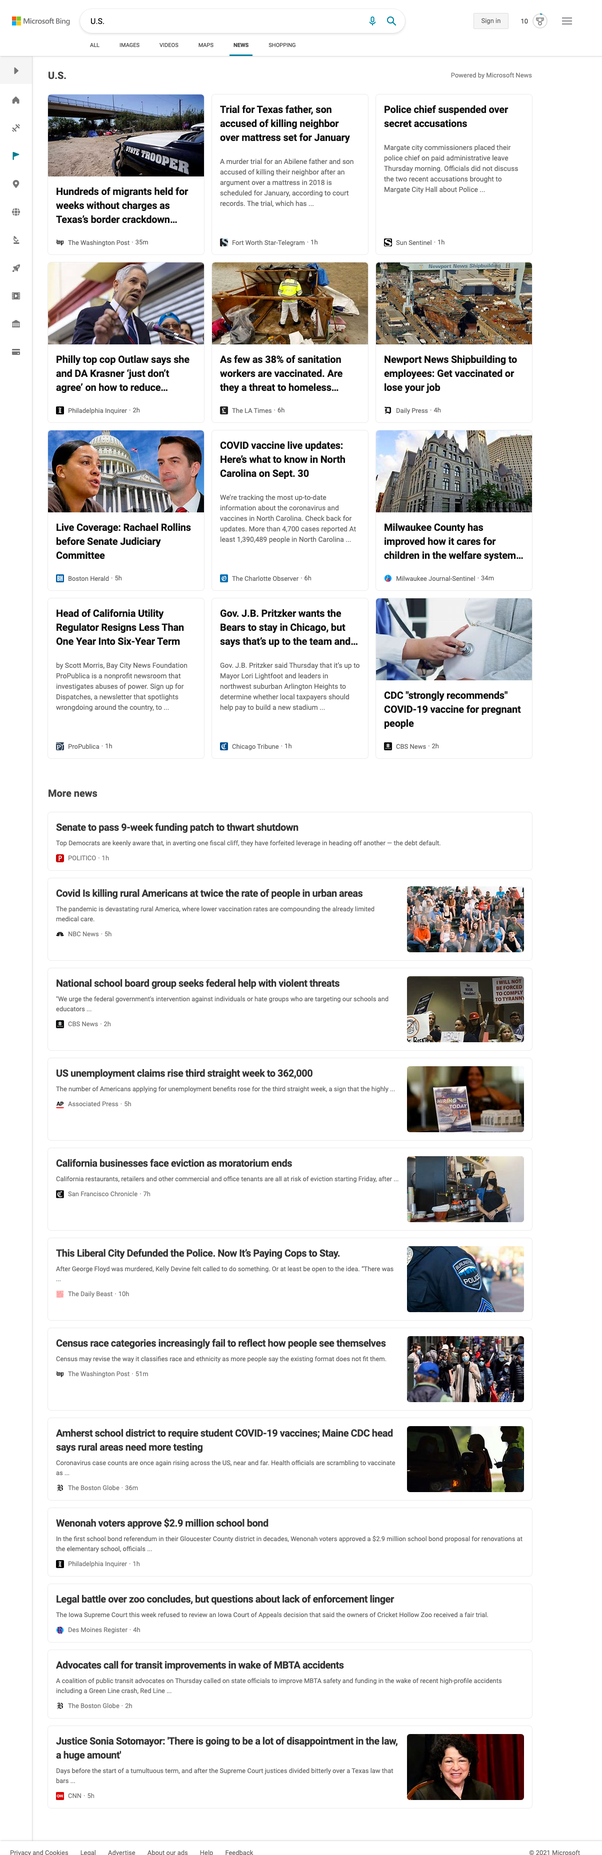 Microsoft Bing
U.S.
Sign in
10
ALL
IMAGES
VIDEOS
MAPS
NEWS
SHOPPING
U.S.
Powered by Microsoft News
STATE TROOPER
Hundreds of migrants held for
weeks without charges as
Texas's border crackdown...
The Washington Post · 35m
Trial for Texas father, son
accused of killing neighbor
over mattress set for January
A murder trial for an Abilene father and son
accused of killing their neighbor after an
argument over a mattress in 2018 is
scheduled for January, according to court
records. The trial, which has ...
Fort Worth Star-Telegram · 1h
Police chief suspended over
secret accusations
Margate city commissioners placed their
police chief on paid administrative leave
Thursday morning. Officials did not discuss
the two recent accusations brought to
Margate City Hall about Police ...
Sun Sentinel · 1h
Philly top cop Outlaw says she
and DA Krasner 'just don't
agree' on how to reduce...
Philadelphia Inquirer · 2h
As few as 38% of sanitation
workers are vaccinated. Are
they a threat to homeless...
The LA Times · 6h
Newport News Shipbuilding
Newport News Shipbuilding to
employees: Get vaccinated or
lose your job
Daily Press · 4h
Live Coverage: Rachael Rollins
before Senate Judiciary
Committee
Boston Herald · 5h
COVID vaccine live updates:
Here's what to know in North
Carolina on Sept. 30
We're tracking the most up-to-date
information about the coronavirus and
vaccines in North Carolina. Check back for
updates. More than 4,700 cases reported At
least 1,390,489 people in North Carolina ...
The Charlotte Observer · 6h
Milwaukee County has
improved how it cares for
children in the welfare system...
Milwaukee Journal-Sentinel · 34m
Head of California Utility
Regulator Resigns Less Than
One Year Into Six-Year Term
by Scott Morris, Bay City News Foundation
ProPublica is a nonprofit newsroom that
investigates abuses of power. Sign up for
Dispatches, a newsletter that spotlights
wrongdoing around the country, to ...
ProPublica · 1h
Gov. J.B. Pritzker wants the
Bears to stay in Chicago, but
says that's up to the team and...
Gov. J.B. Pritzker said Thursday that it's up to
Mayor Lori Lightfoot and leaders in
northwest suburban Arlington Heights to
determine whether local taxpayers should
help pay to build a new stadium ...
Chicago Tribune · 1h
CDC "strongly recommends"
COVID-19 vaccine for pregnant
people
CBS News · 2h
More news
Senate to pass 9-week funding patch to thwart shutdown
Top Democrats are keenly aware that, in averting one fiscal cliff, they have forfeited leverage in heading off another — the debt default.
POLITICO · 1h
Covid Is killing rural Americans at twice the rate of people in urban areas
The pandemic is devastating rural America, where lower vaccination rates are compounding the already limited
medical care.
NBC News · 5h
National school board group seeks federal help with violent threats
"We urge the federal government's intervention against individuals or hate groups who are targeting our schools and
educators ...
CBS News · 2h
I WILL NOT
BE FORCED
TO COMPLY
TO TYRANNY
US unemployment claims rise third straight week to 362,000
The number of Americans applying for unemployment benefits rose for the third straight week, a sign that the highly ...
AP Associated Press · 5h
HIRING
TODAY
California businesses face eviction as moratorium ends
California restaurants, retailers and other commercial and office tenants are all at risk of eviction starting Friday, after ...
San Francisco Chronicle · 7h
This Liberal City Defunded the Police. Now It's Paying Cops to Stay.
After George Floyd was murdered, Kelly Devine felt called to do something. Or at least be open to the idea. "There was
...
The Daily Beast · 10h
POLICE
Census race categories increasingly fail to reflect how people see themselves
Census may revise the way it classifies race and ethnicity as more people say the existing format does not fit them.
The Washington Post · 51m
Amherst school district to require student COVID-19 vaccines; Maine CDC head
says rural areas need more testing
Coronavirus case counts are once again rising across the US, near and far. Health officials are scrambling to vaccinate
as ...
The Boston Globe · 36m
Wenonah voters approve $2.9 million school bond
In the first school bond referendum in their Gloucester County district in decades, Wenonah voters approved a $2.9 million school bond proposal for renovations at
the elementary school, officials ...
Philadelphia Inquirer · 1h
Legal battle over zoo concludes, but questions about lack of enforcement linger
The Iowa Supreme Court this week refused to review an Iowa Court of Appeals decision that said the owners of Cricket Hollow Zoo received a fair trial.
Des Moines Register · 4h
Advocates call for transit improvements in wake of MBTA accidents
A coalition of public transit advocates on Thursday called on state officials to improve MBTA safety and funding in the wake of recent high-profile accidents
including a Green Line crash, Red Line ...
The Boston Globe · 2h
Justice Sonia Sotomayor: 'There is going to be a lot of disappointment in the law,
a huge amount'
Days before the start of a tumultuous term, and after the Supreme Court justices divided bitterly over a Texas law that
bars ...
CNN · 5h
Privacy and Cookies
Legal
Advertise
About our ads
Help
Feedback
© 2021 Microsoft